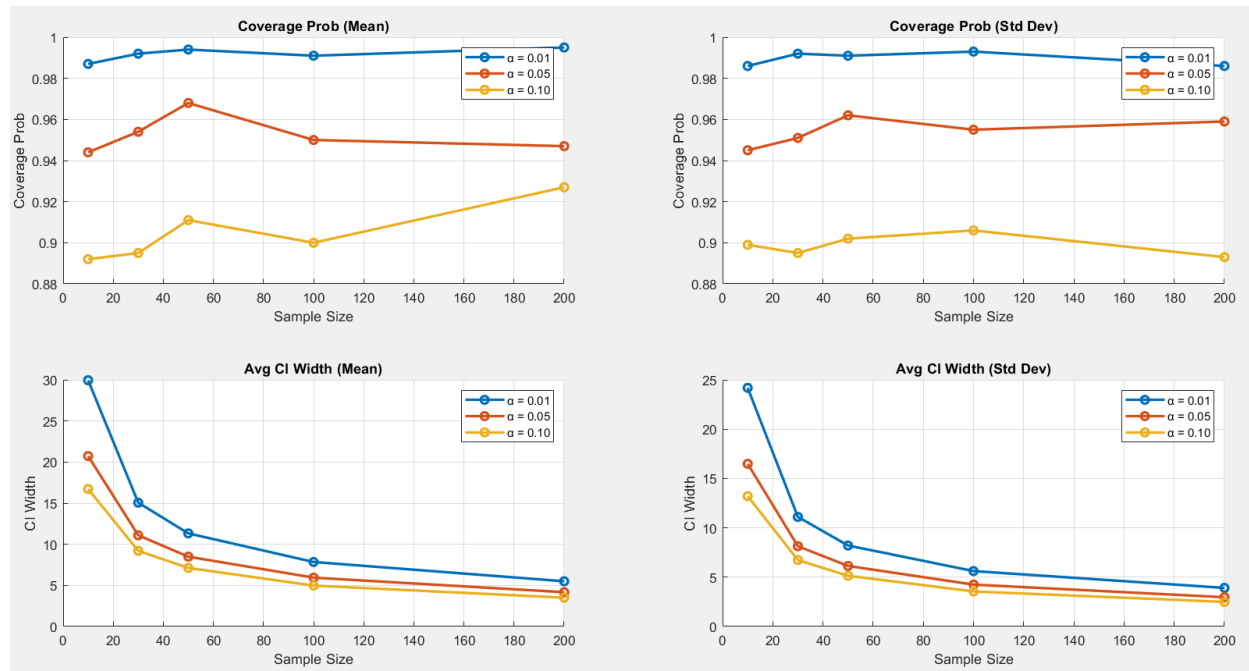 Coverage Prob (Mean)
1
0.98
0.96
0.94
0.92
0.9
0.88
Coverage Prob
0 20 40 60 80 100 120 140 160 180 200
Sample Size
α = 0.01
α = 0.05
α = 0.10
Coverage Prob (Std Dev)
1
0.98
0.96
0.94
0.92
0.9
0.88
Coverage Prob
0 20 40 60 80 100 120 140 160 180 200
Sample Size
α = 0.01
α = 0.05
α = 0.10
Avg CI Width (Mean)
30
25
20
15
10
5
0
CI Width
0 20 40 60 80 100 120 140 160 180 200
Sample Size
α = 0.01
α = 0.05
α = 0.10
Avg CI Width (Std Dev)
25
20
15
10
5
0
CI Width
0 20 40 60 80 100 120 140 160 180 200
Sample Size
α = 0.01
α = 0.05
α = 0.10